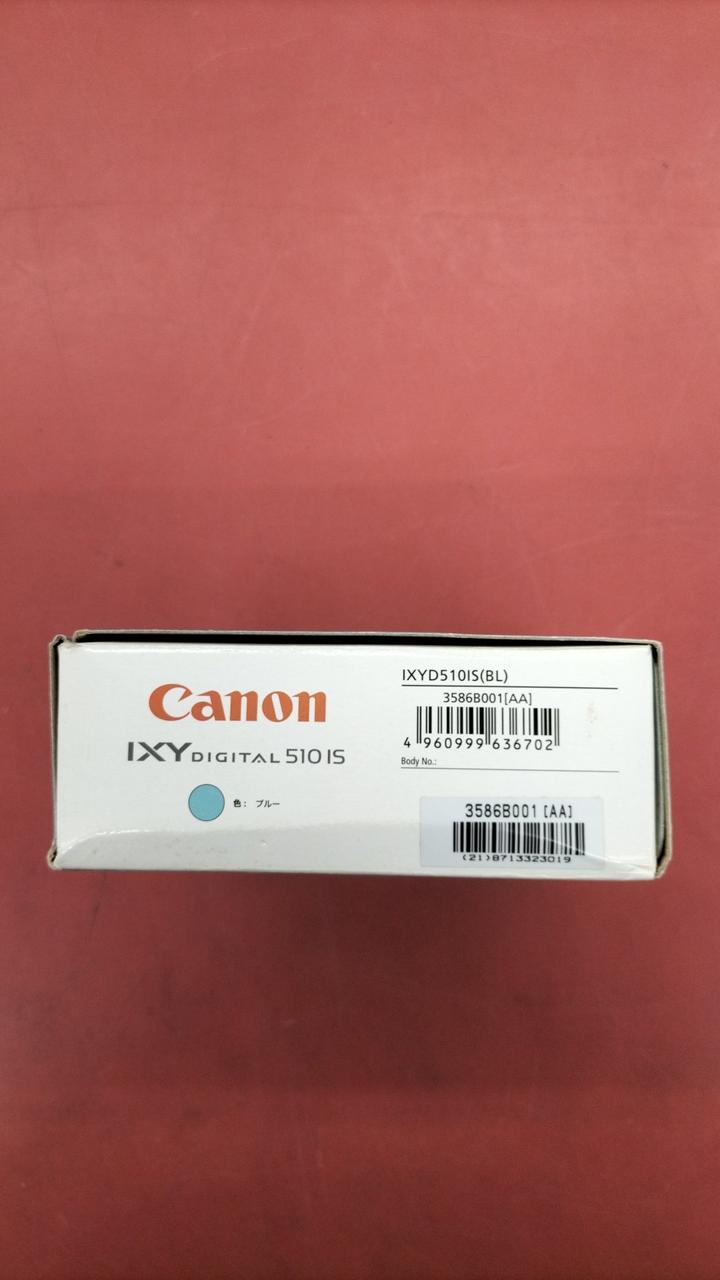 Canon
IXY DIGITAL 510 IS
色： ブルー
IXYD510IS(BL)
3586B001[AA]
4 960999 636702
Body No.:
3586B001 [AA]
(21)8713323019